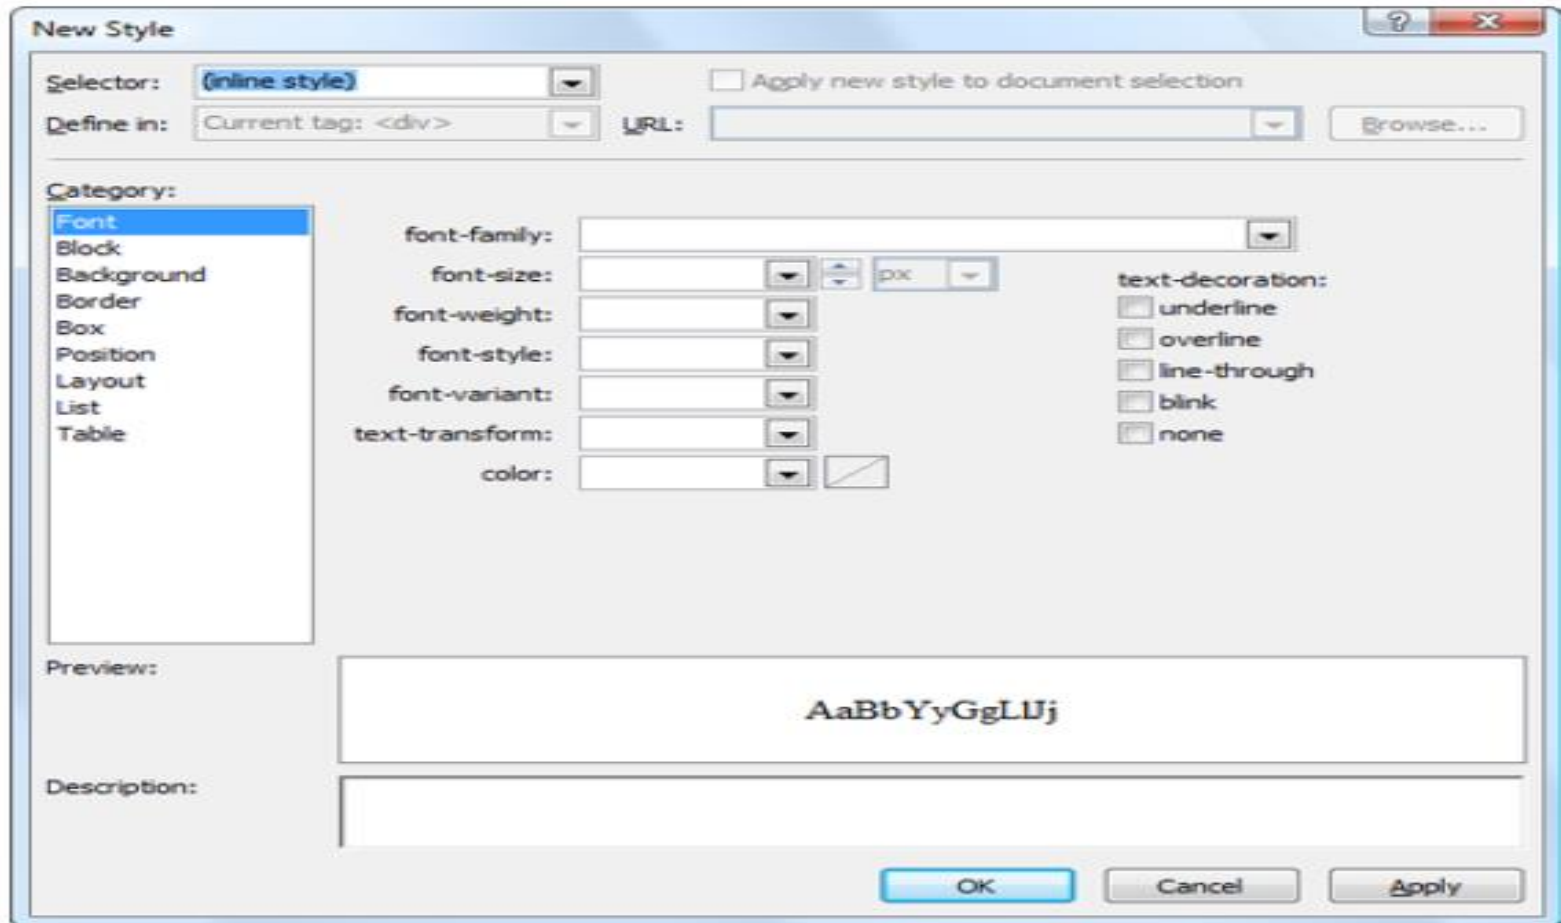 New Style
Selector: (inline style) Apply new style to document selection
Define in: Current tag: <div> URL: Browse...
Category:
Font
Block
Background
Border
Box
Position
Layout
List
Table
font-family:
font-size: px
font-weight:
font-style:
font-variant:
text-transform:
color:
text-decoration:
underline
overline
line-through
blink
none
Preview: AaBbYyGgLlJj
Description:
OK Cancel Apply